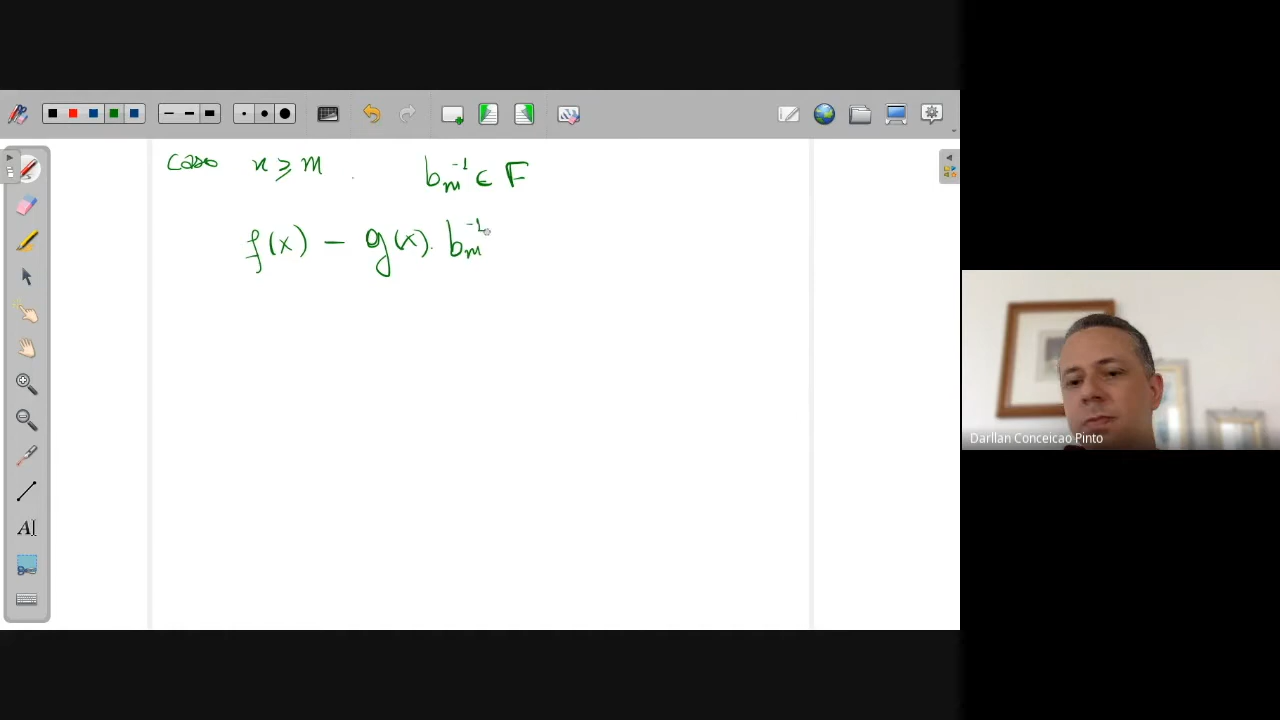 Caso n ⩾ m . b_m^{-1} ∈ F
f(x) - g(x). b_m^{-1}
Darllan Conceicao Pinto